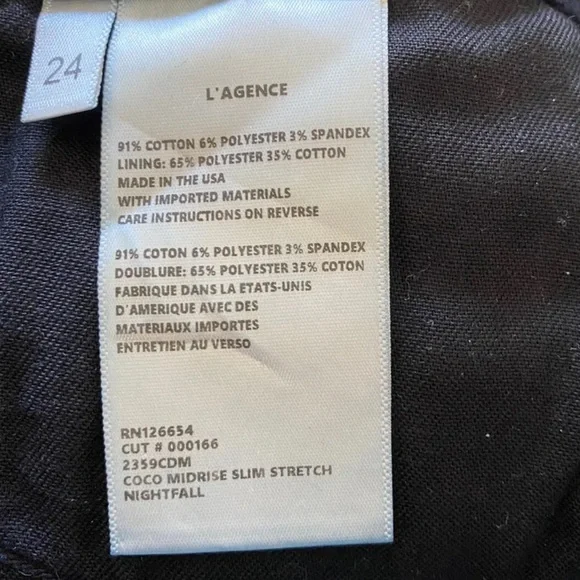 24
L'AGENCE
91% COTTON 6% POLYESTER 3% SPANDEX
LINING: 65% POLYESTER 35% COTTON
MADE IN THE USA
WITH IMPORTED MATERIALS
CARE INSTRUCTIONS ON REVERSE
91% COTON 6% POLYESTER 3% SPANDEX
DOUBLURE: 65% POLYESTER 35% COTON
FABRIQUE DANS LA ETATS-UNIS
D'AMERIQUE AVEC DES
MATERIAUX IMPORTES
ENTRETIEN AU VERSO
RN126654
CUT # 000166
2359CDM
COCO MIDRISE SLIM STRETCH
NIGHTFALL